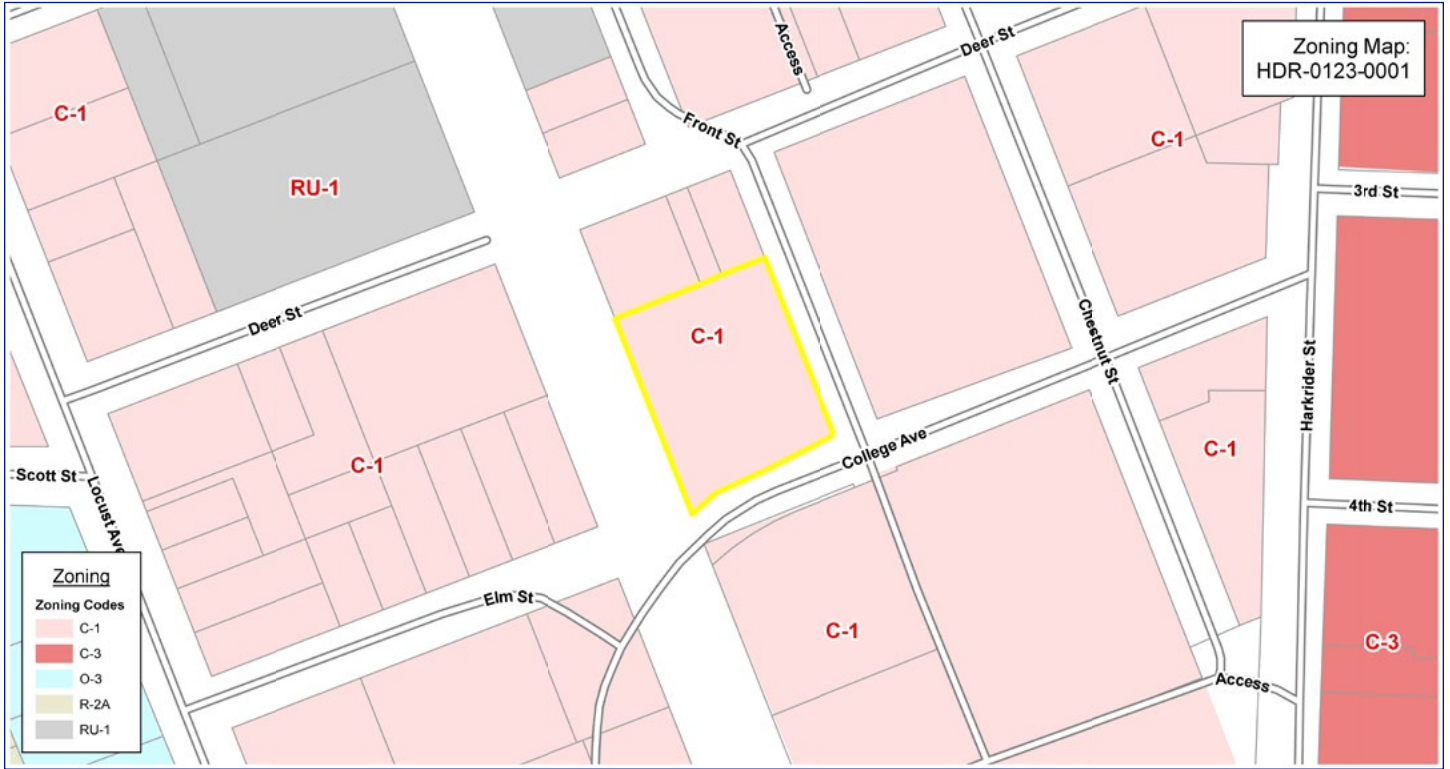 Zoning Map:
HDR-0123-0001
Access
Deer St
C-1
Front St
C-1
RU-1
3rd St
Deer St
C-1
Chestnut St
Harkrider St
C-1
College Ave
C-1
Scott St
Locust Ave
4th St
Elm St
C-1
C-3
Access
Zoning
Zoning Codes
C-1
C-3
O-3
R-2A
RU-1